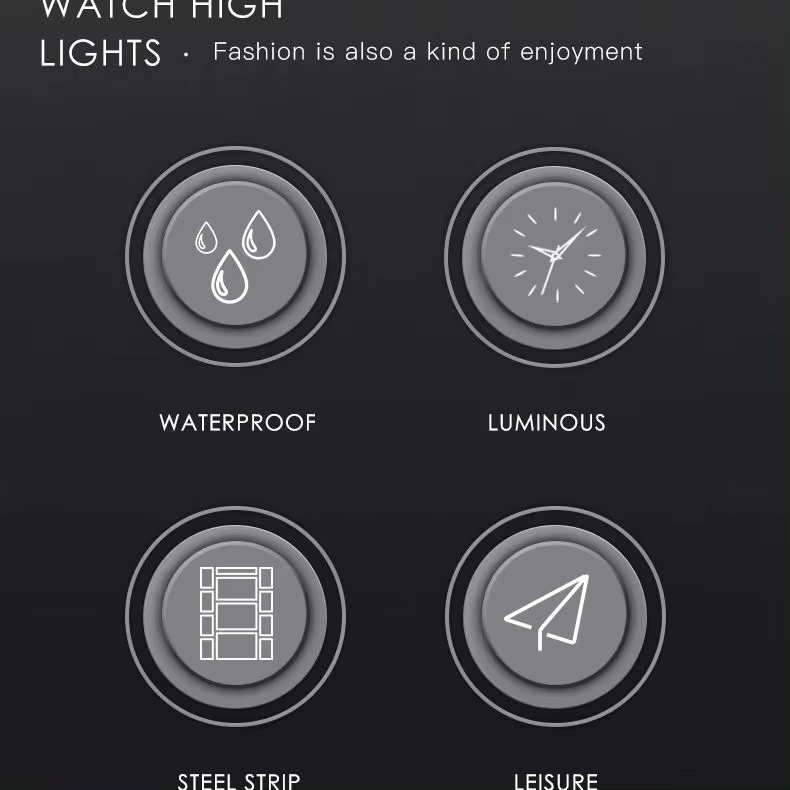 WATCH HIGH
LIGHTS · Fashion is also a kind of enjoyment
WATERPROOF LUMINOUS
STEEL STRIP LEISURE